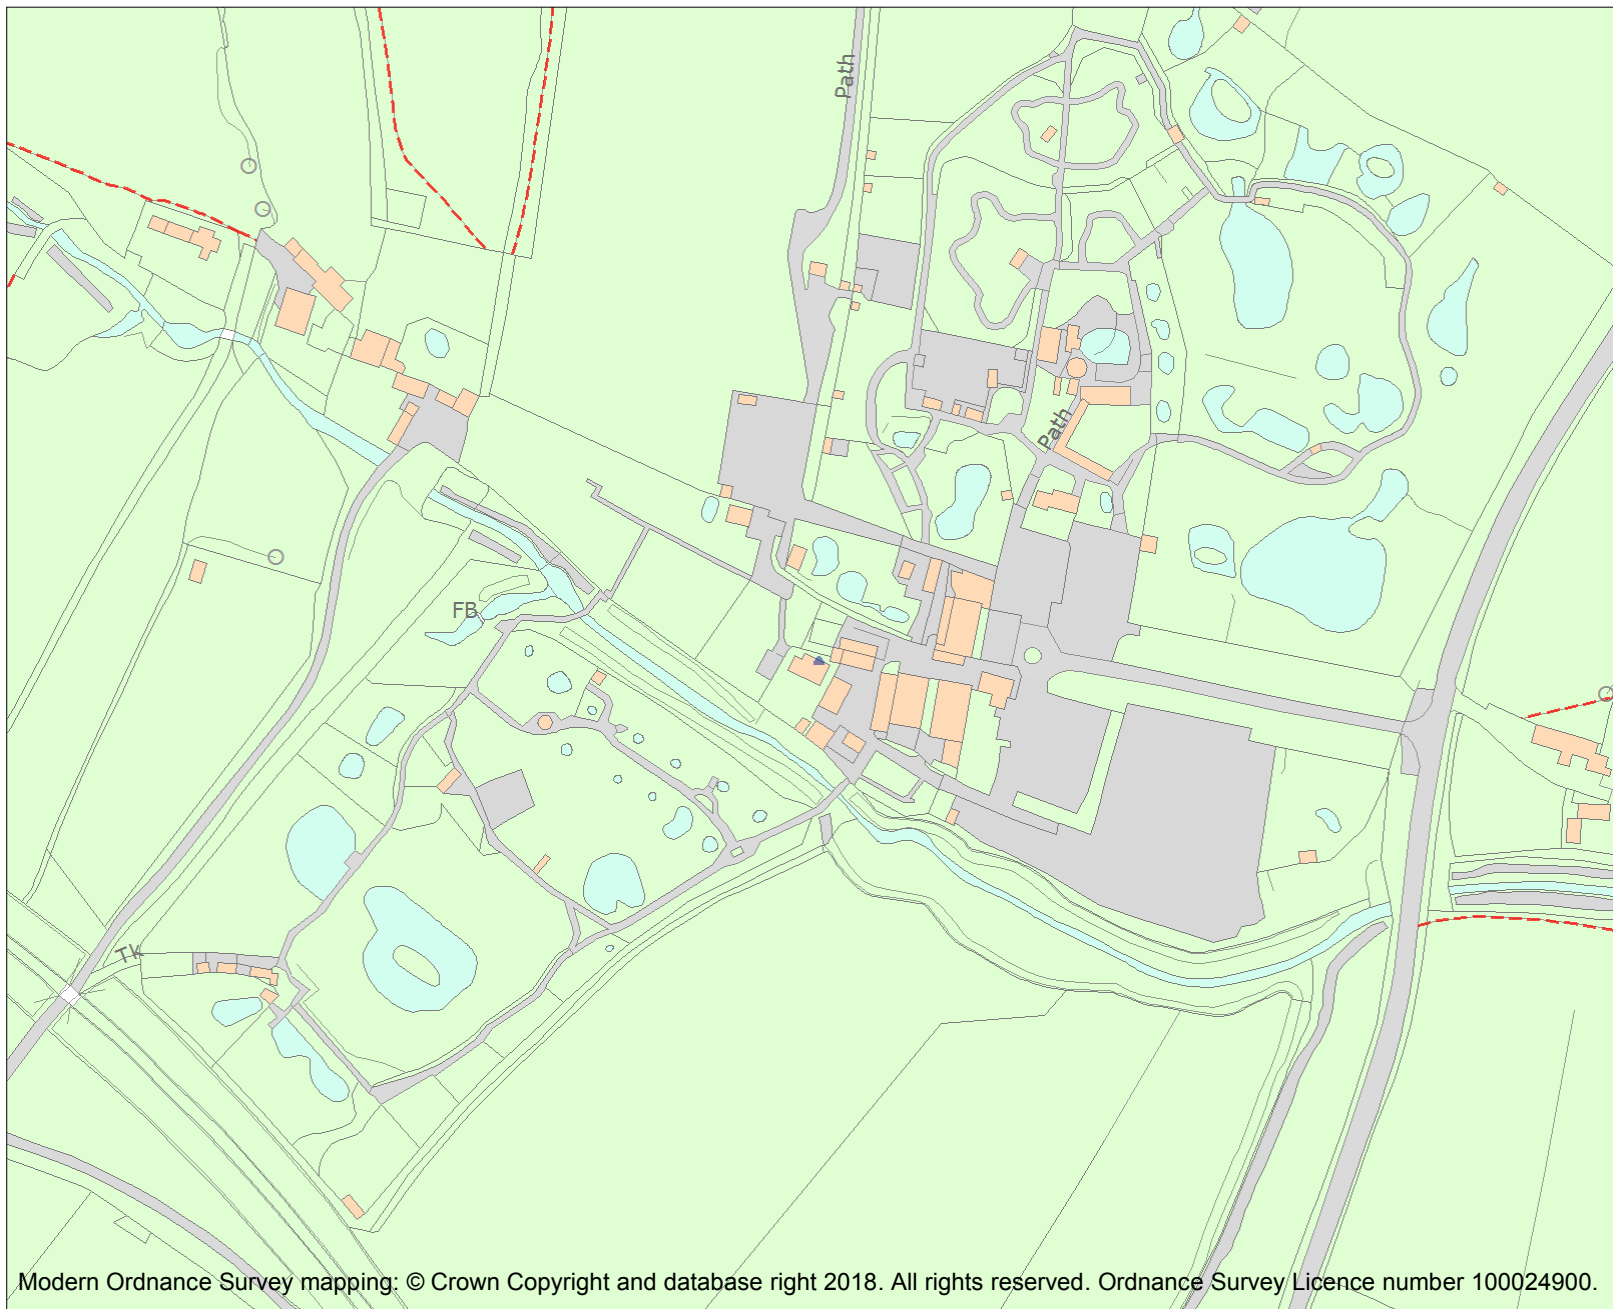 Path
Path
FB
Tk
Modern Ordnance Survey mapping: © Crown Copyright and database right 2018. All rights reserved. Ordnance Survey Licence number 100024900.